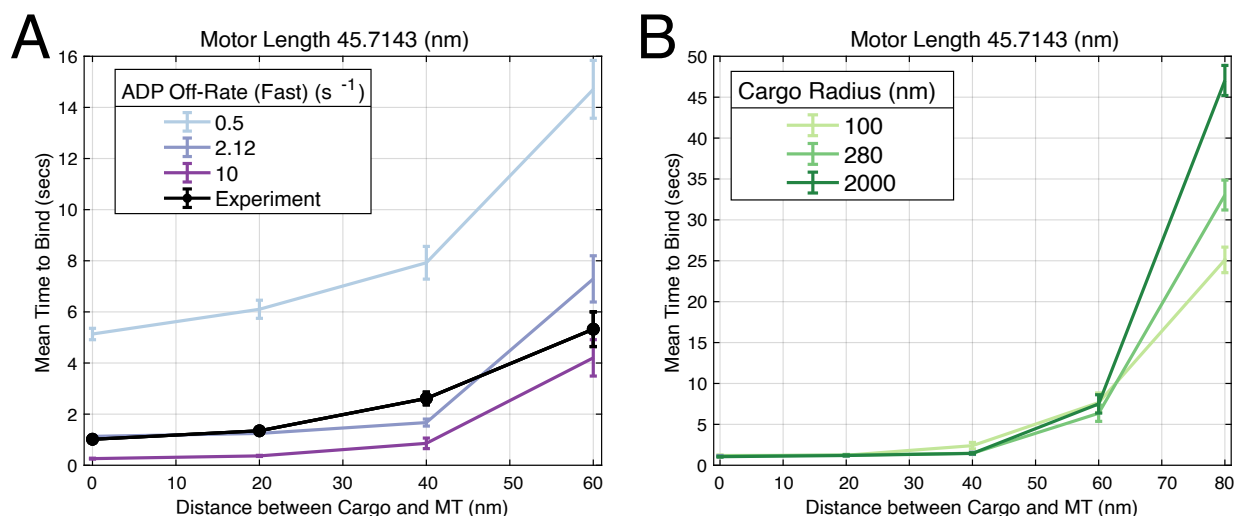 A
Motor Length 45.7143 (nm)
16
14
12
10
8
6
4
2
0
Mean Time to Bind (secs)
ADP Off-Rate (Fast) (s ⁻¹)
0.5
2.12
10
Experiment
0 10 20 30 40 50 60
Distance between Cargo and MT (nm)
B
Motor Length 45.7143 (nm)
50
45
40
35
30
25
20
15
10
5
0
Mean Time to Bind (secs)
Cargo Radius (nm)
100
280
2000
0 10 20 30 40 50 60 70 80
Distance between Cargo and MT (nm)